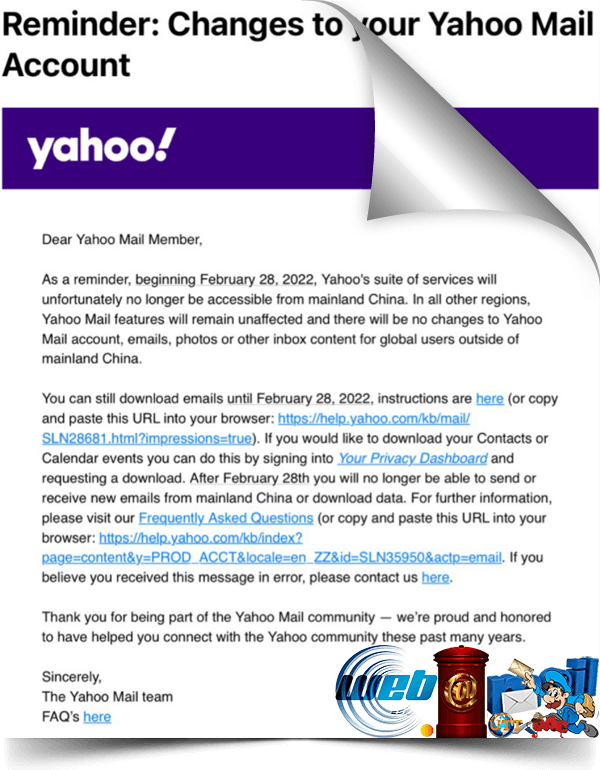 Reminder: Changes to your Yahoo Mail
Account
yahoo!
Dear Yahoo Mail Member,
As a reminder, beginning February 28, 2022, Yahoo's suite of services will
unfortunately no longer be accessible from mainland China. In all other regions,
Yahoo Mail features will remain unaffected and there will be no changes to Yahoo
Mail account, emails, photos or other inbox content for global users outside of
mainland China.
You can still download emails until February 28, 2022, instructions are here (or copy
and paste this URL into your browser: https://help.yahoo.com/kb/mail/
SLN28681.html?impressions=true). If you would like to download your Contacts or
Calendar events you can do this by signing into Your Privacy Dashboard and
requesting a download. After February 28th you will no longer be able to send or
receive new emails from mainland China or download data. For further information,
please visit our Frequently Asked Questions (or copy and paste this URL into your
browser: https://help.yahoo.com/kb/index?
page=content&y=PROD_ACCT&locale=en_ZZ&id=SLN35950&actp=email. If you
believe you received this message in error, please contact us here.
Thank you for being part of the Yahoo Mail community — we're proud and honored
to have helped you connect with the Yahoo community these past many years.
Sincerely,
The Yahoo Mail team
FAQ's here
web.@